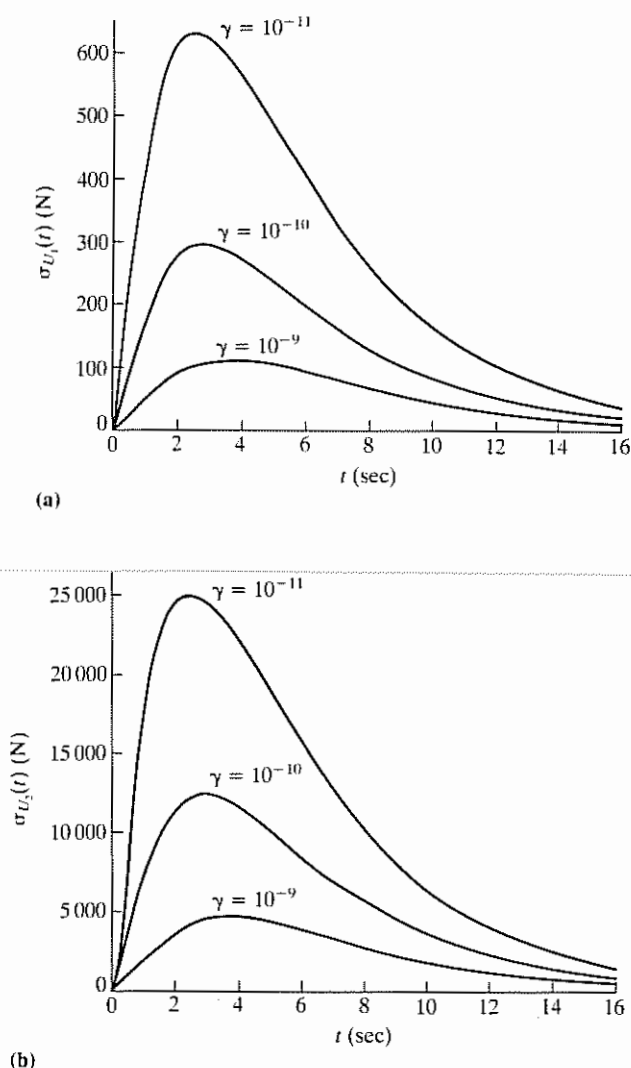 γ = 10⁻¹¹
600
500
400
300
200
100
0
σ_U₁(t) (N)
γ = 10⁻¹⁰
γ = 10⁻⁹
0 2 4 6 8 10 12 14 16
t (sec)
(a)
25 000
20 000
15 000
10 000
5 000
0
σ_U₂(t) (N)
γ = 10⁻¹¹
γ = 10⁻¹⁰
γ = 10⁻⁹
0 2 4 6 8 10 12 14 16
t (sec)
(b)